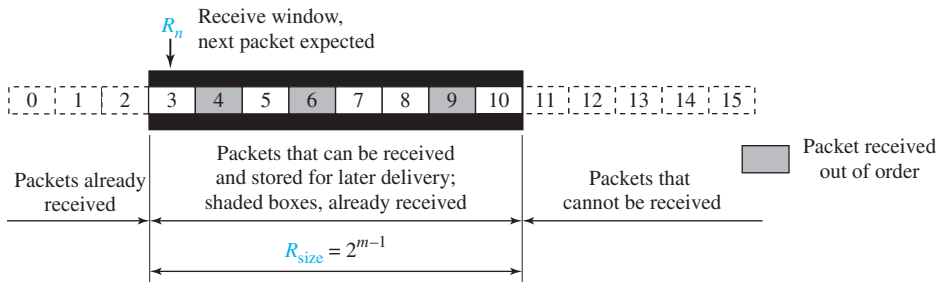 Receive window,
next packet expected
Rn
0 1 2 3 4 5 6 7 8 9 10 11 12 13 14 15
Packets already
received
Packets that can be received
and stored for later delivery;
shaded boxes, already received
Packets that
cannot be received
Packet received
out of order
Rsize = 2^m–1